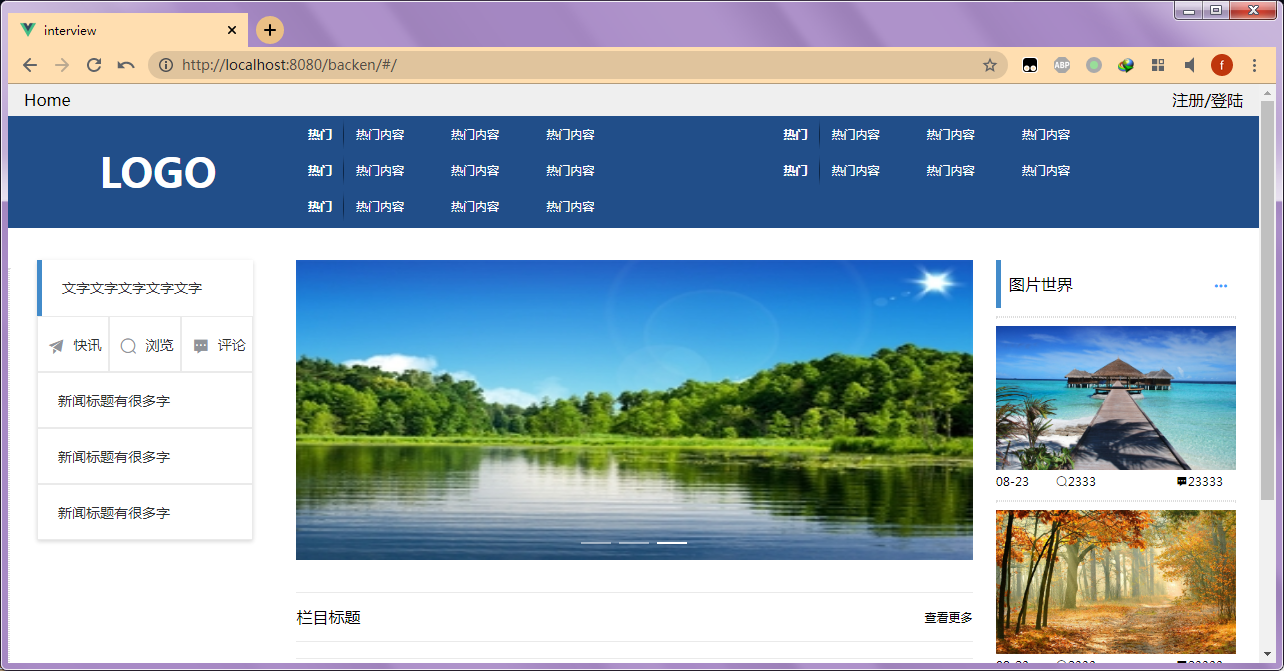 interview
http://localhost:8080/backen/#/
ABP
f
Home 注册/登陆
LOGO
热门 热门内容 热门内容 热门内容 热门 热门内容 热门内容 热门内容
热门 热门内容 热门内容 热门内容 热门 热门内容 热门内容 热门内容
热门 热门内容 热门内容 热门内容
文字文字文字文字文字
快讯 浏览 评论
新闻标题有很多字
新闻标题有很多字
新闻标题有很多字
栏目标题 查看更多
图片世界
08-23 2333 23333